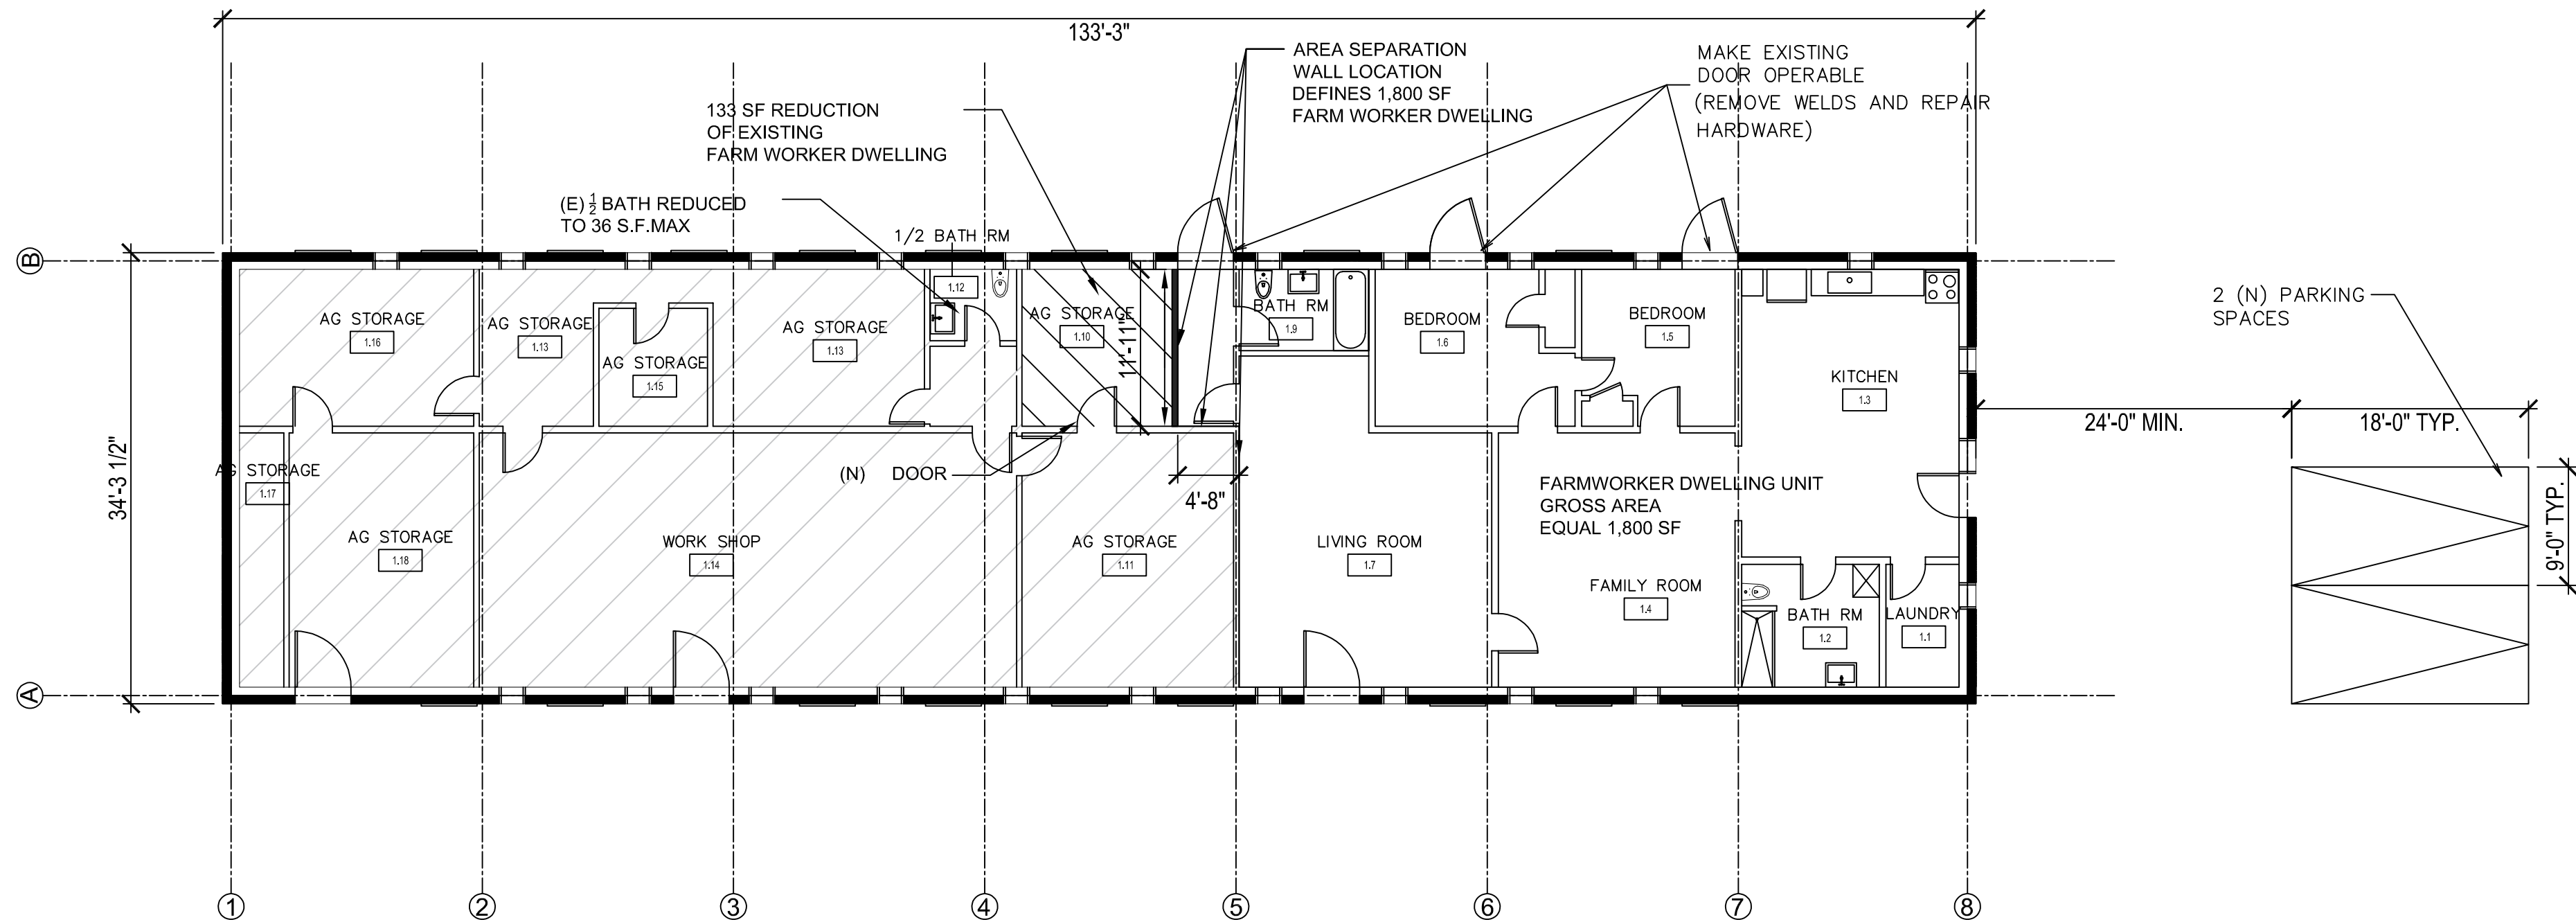 133'-3"
AREA SEPARATION
WALL LOCATION
DEFINES 1,800 SF
FARM WORKER DWELLING
MAKE EXISTING
DOOR OPERABLE
(REMOVE WELDS AND REPAIR
HARDWARE)
133 SF REDUCTION
OF EXISTING
FARM WORKER DWELLING
(E) ½ BATH REDUCED
TO 36 S.F.MAX
1/2 BATH RM
1.12
B
AG STORAGE
1.16
AG STORAGE
1.13
AG STORAGE
1.15
AG STORAGE
1.13
AG STORAGE
1.10
11'-11"
BATH RM
1.9
BEDROOM
1.6
BEDROOM
1.5
KITCHEN
1.3
2 (N) PARKING
SPACES
24'-0" MIN.
18'-0" TYP.
9'-0" TYP.
34'-3 1/2"
AG STORAGE
1.17
AG STORAGE
1.18
WORK SHOP
1.14
(N) DOOR
4'-8"
AG STORAGE
1.11
LIVING ROOM
1.7
FARMWORKER DWELLING UNIT
GROSS AREA
EQUAL 1,800 SF
FAMILY ROOM
1.4
BATH RM
1.2
LAUNDRY
1.1
A
1
2
3
4
5
6
7
8